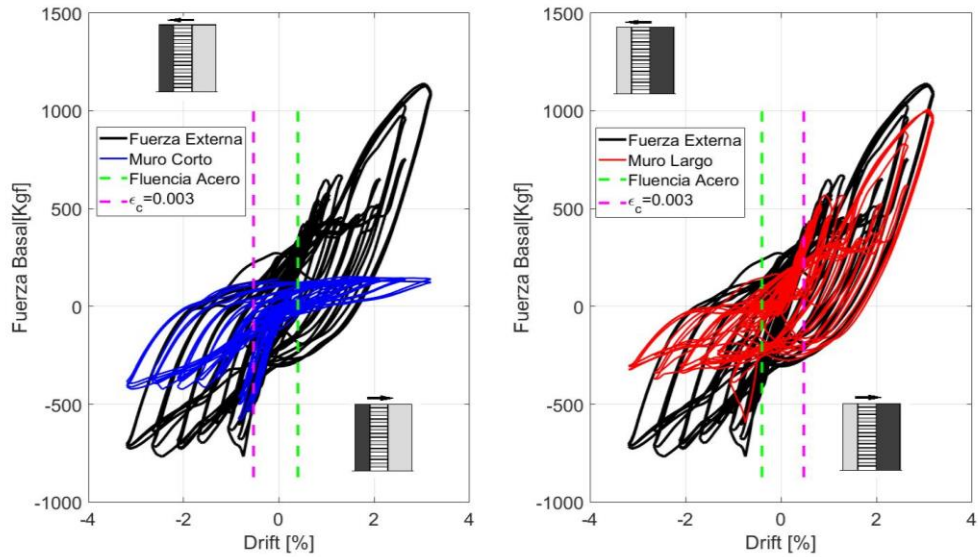 1500
1000
500
0
-500
-1000
Fuerza Basal[Kgf]
Fuerza Externa
Muro Corto
Fluencia Acero
ϵc=0.003
-4
-2
0
2
4
Drift [%]
1500
1000
500
0
-500
-1000
Fuerza Basal[Kgf]
Fuerza Externa
Muro Largo
Fluencia Acero
ϵc=0.003
-4
-2
0
2
4
Drift [%]